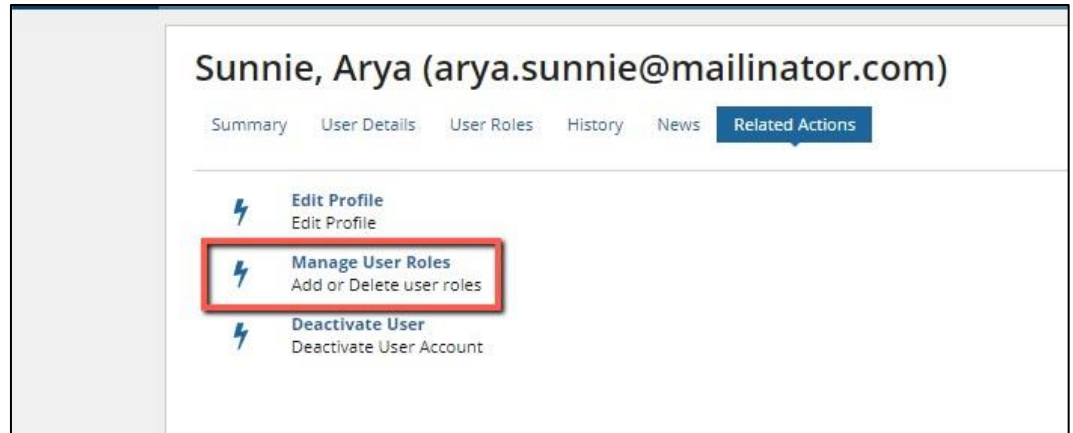 Sunnie, Arya (arya.sunnie@mailinator.com)
Summary User Details User Roles History News Related Actions
Edit Profile
Edit Profile
Manage User Roles
Add or Delete user roles
Deactivate User
Deactivate User Account